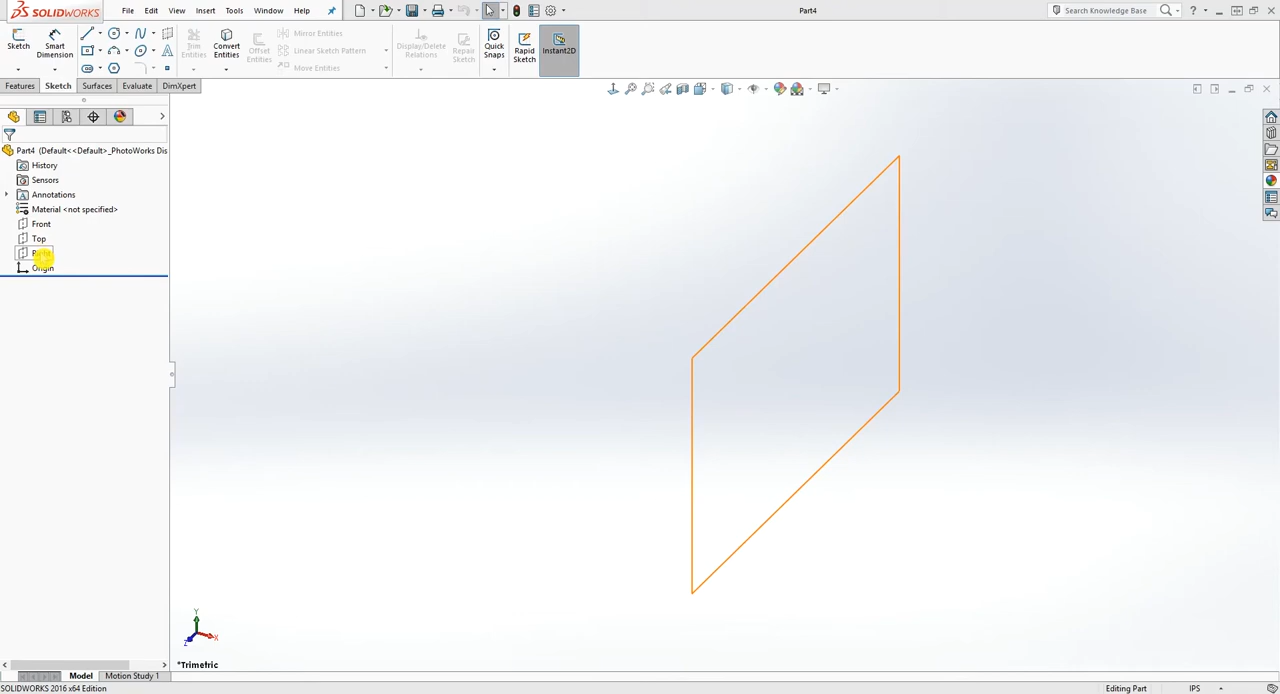 SOLIDWORKS File Edit View Insert Tools Window Help Part4 Search Knowledge Base ?
Sketch Smart Dimension Trim Entities Convert Entities Offset Entities Mirror Entities Linear Sketch Pattern Move Entities Display/Delete Relations Repair Sketch Quick Snaps Rapid Sketch Instant2D
Features Sketch Surfaces Evaluate DimXpert
Part4 (Default<<Default>_PhotoWorks Dis
History
Sensors
Annotations
Material <not specified>
Front
Top
Origin
Y
X
Z
*Trimetric
Model Motion Study 1
SOLIDWORKS 2016 x64 Edition Editing Part IPS